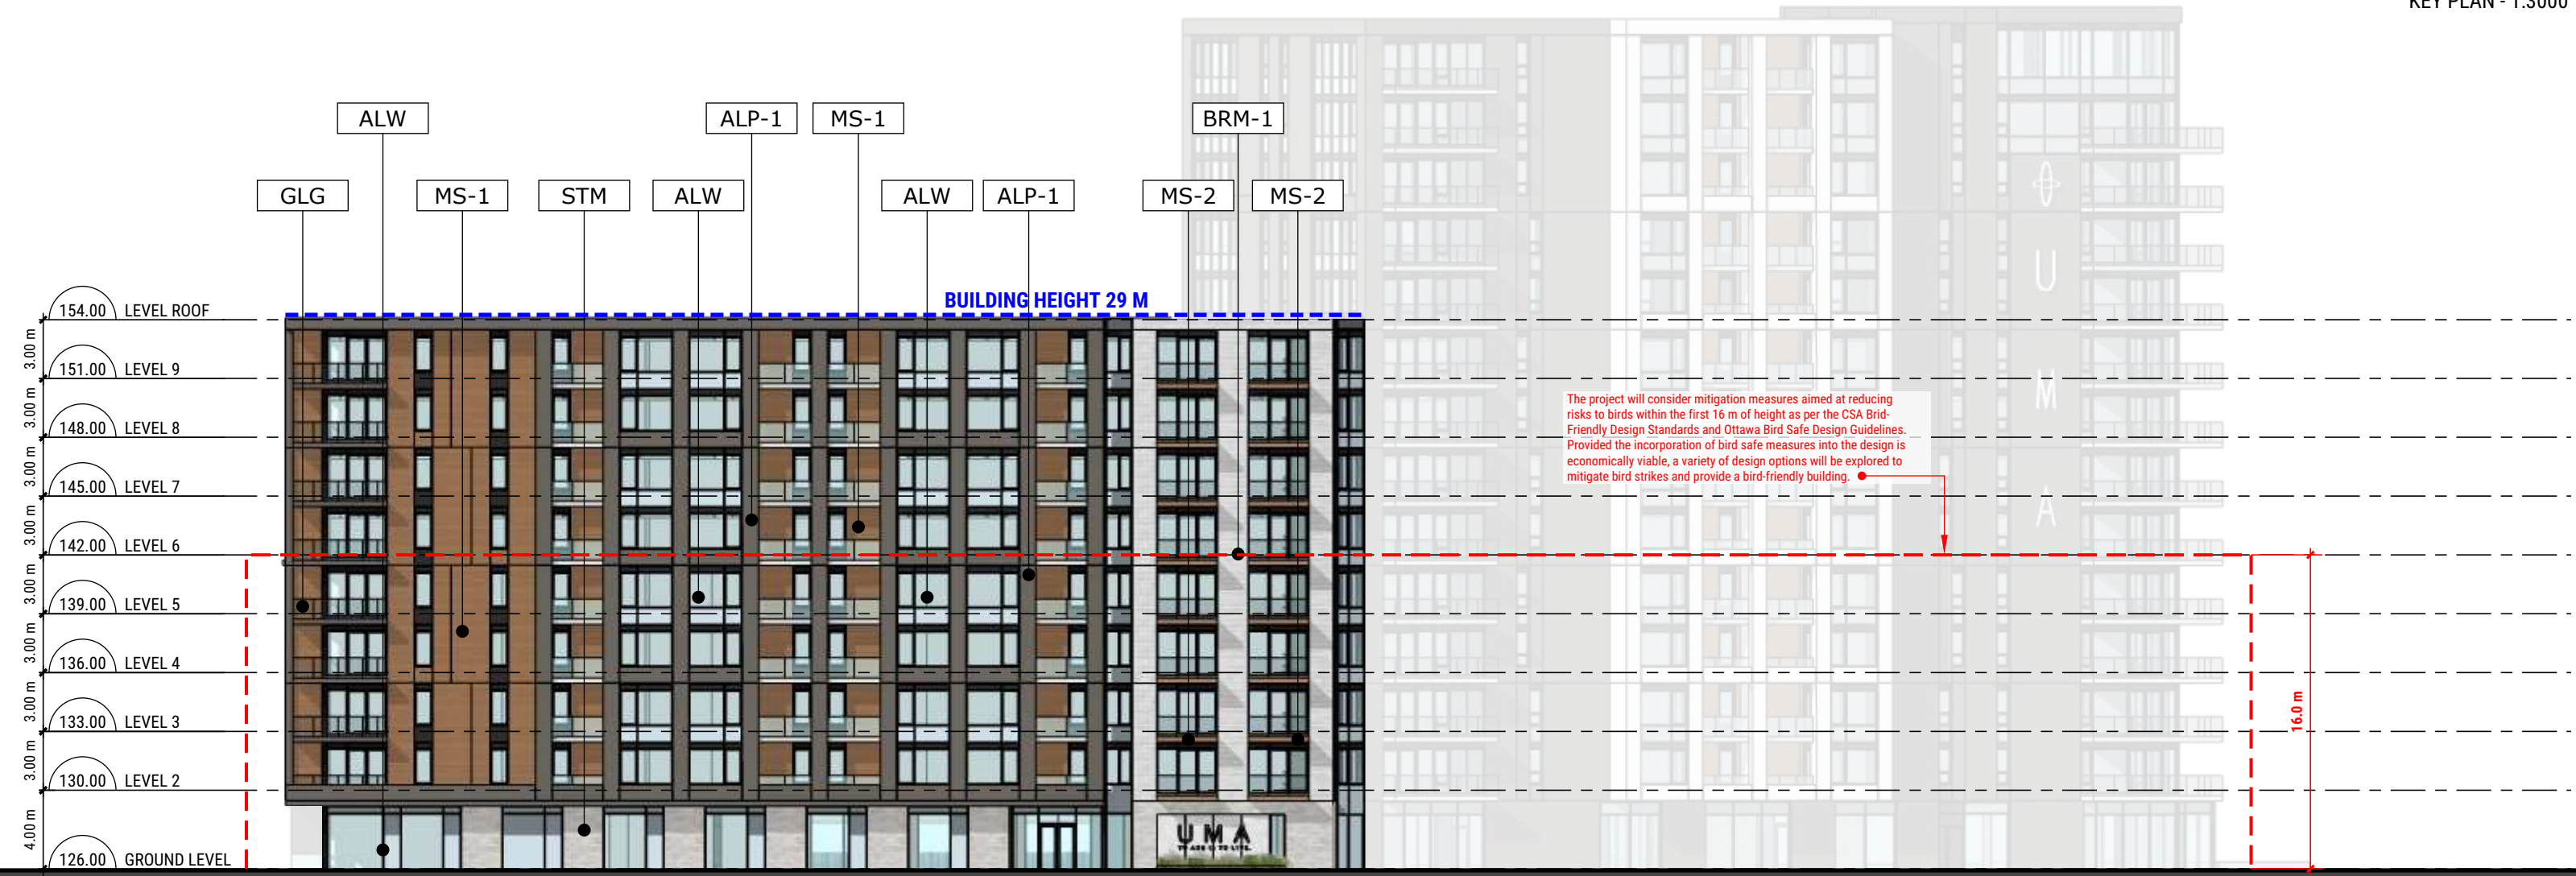 KEY PLAN - 1:3000
ALW
ALP-1
MS-1
BRM-1
GLG
MS-1
STM
ALW
ALW
ALP-1
MS-2
MS-2
BUILDING HEIGHT 29 M
154.00 LEVEL ROOF
3.00 m
151.00 LEVEL 9
3.00 m
148.00 LEVEL 8
3.00 m
145.00 LEVEL 7
3.00 m
142.00 LEVEL 6
3.00 m
139.00 LEVEL 5
3.00 m
136.00 LEVEL 4
3.00 m
133.00 LEVEL 3
3.00 m
130.00 LEVEL 2
4.00 m
126.00 GROUND LEVEL
The project will consider mitigation measures aimed at reducing
risks to birds within the first 16 m of height as per the CSA Brid-
Friendly Design Standards and Ottawa Bird Safe Design Guidelines.
Provided the incorporation of bird safe measures into the design is
economically viable, a variety of design options will be explored to
mitigate bird strikes and provide a bird-friendly building.
U
M
A
16.0 m
UMA